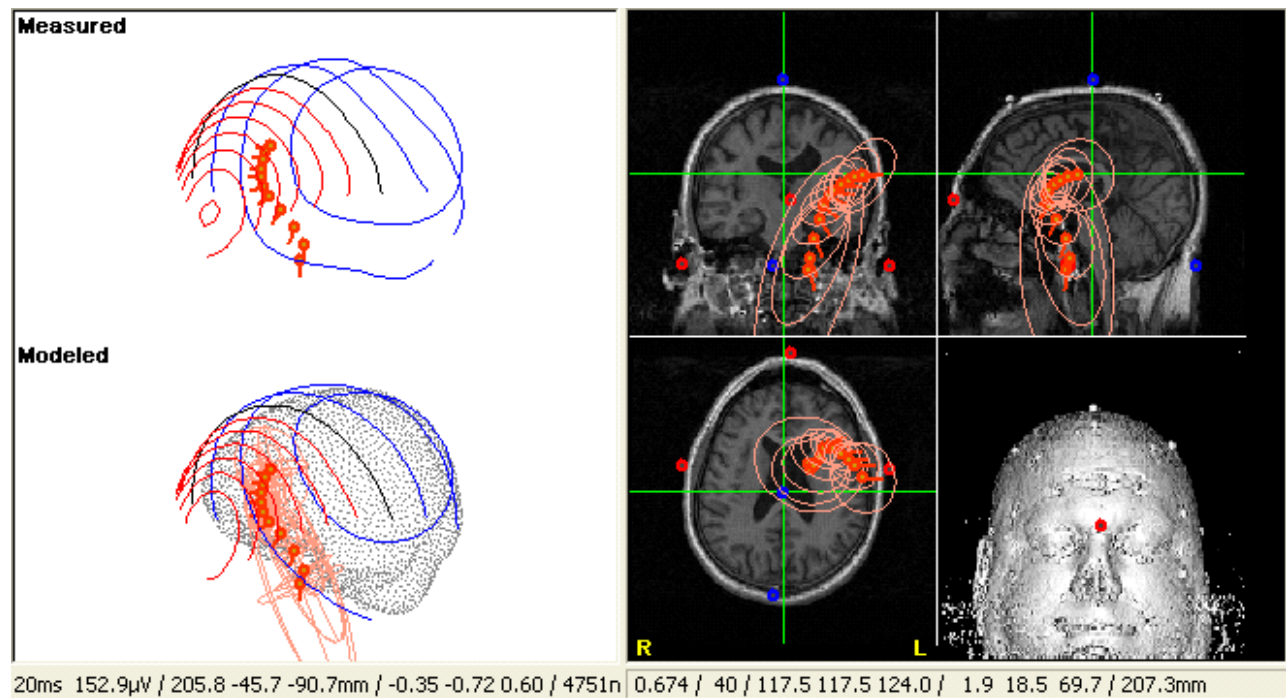 Measured
Modeled
R L
20ms 152.9µV / 205.8 -45.7 -90.7mm / -0.35 -0.72 0.60 / 4751n
0.674 / 40 / 117.5 117.5 124.0 / 1.9 18.5 69.7 / 207.3mm